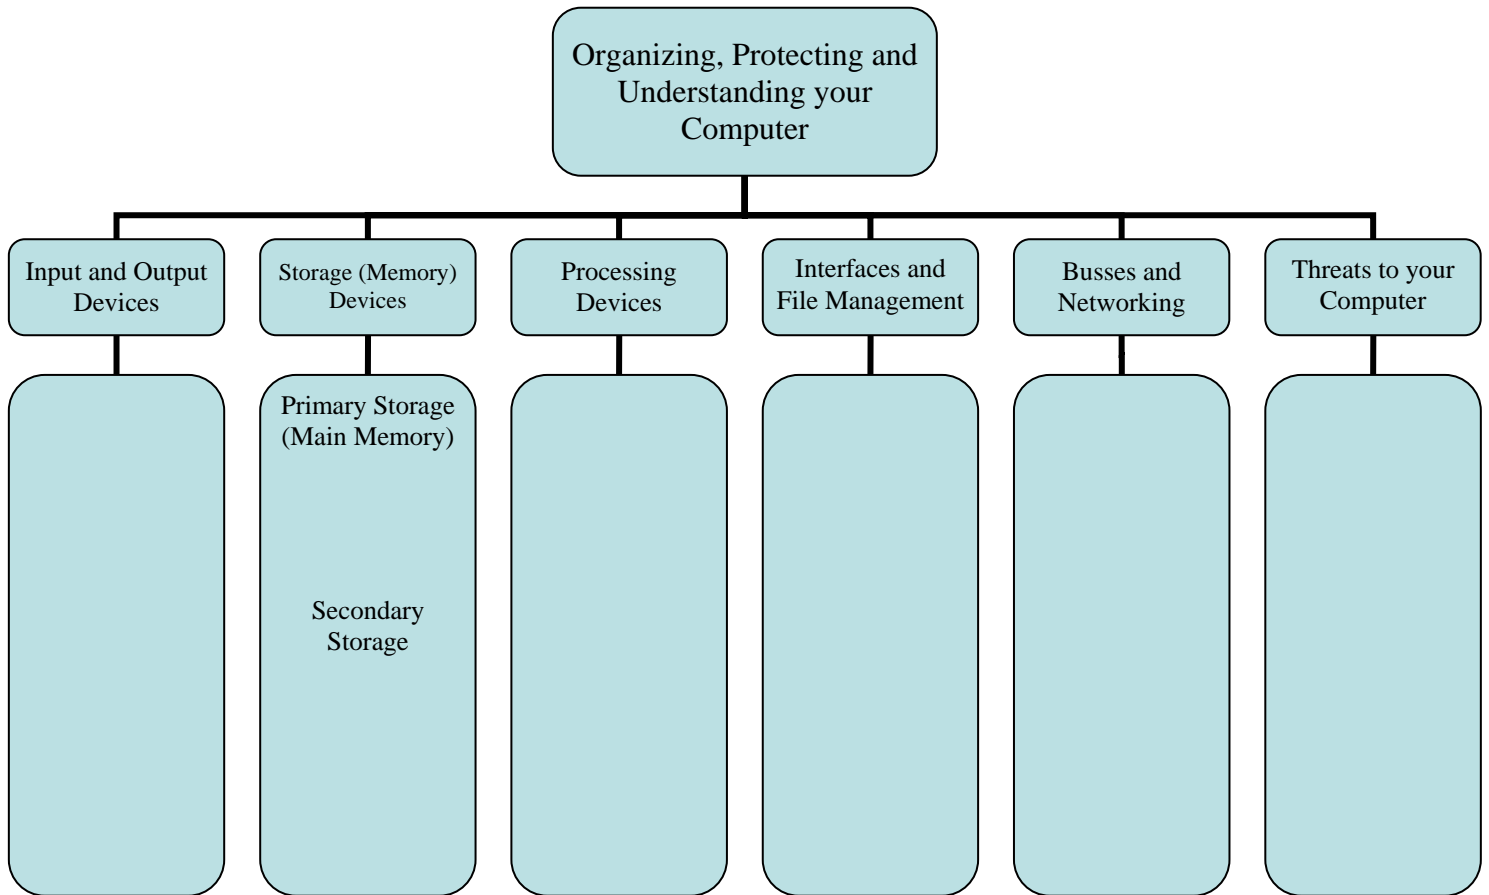 Organizing, Protecting and
Understanding your
Computer
Input and Output
Devices
Storage (Memory)
Devices
Processing
Devices
Interfaces and
File Management
Busses and
Networking
Threats to your
Computer
Primary Storage
(Main Memory)
Secondary
Storage